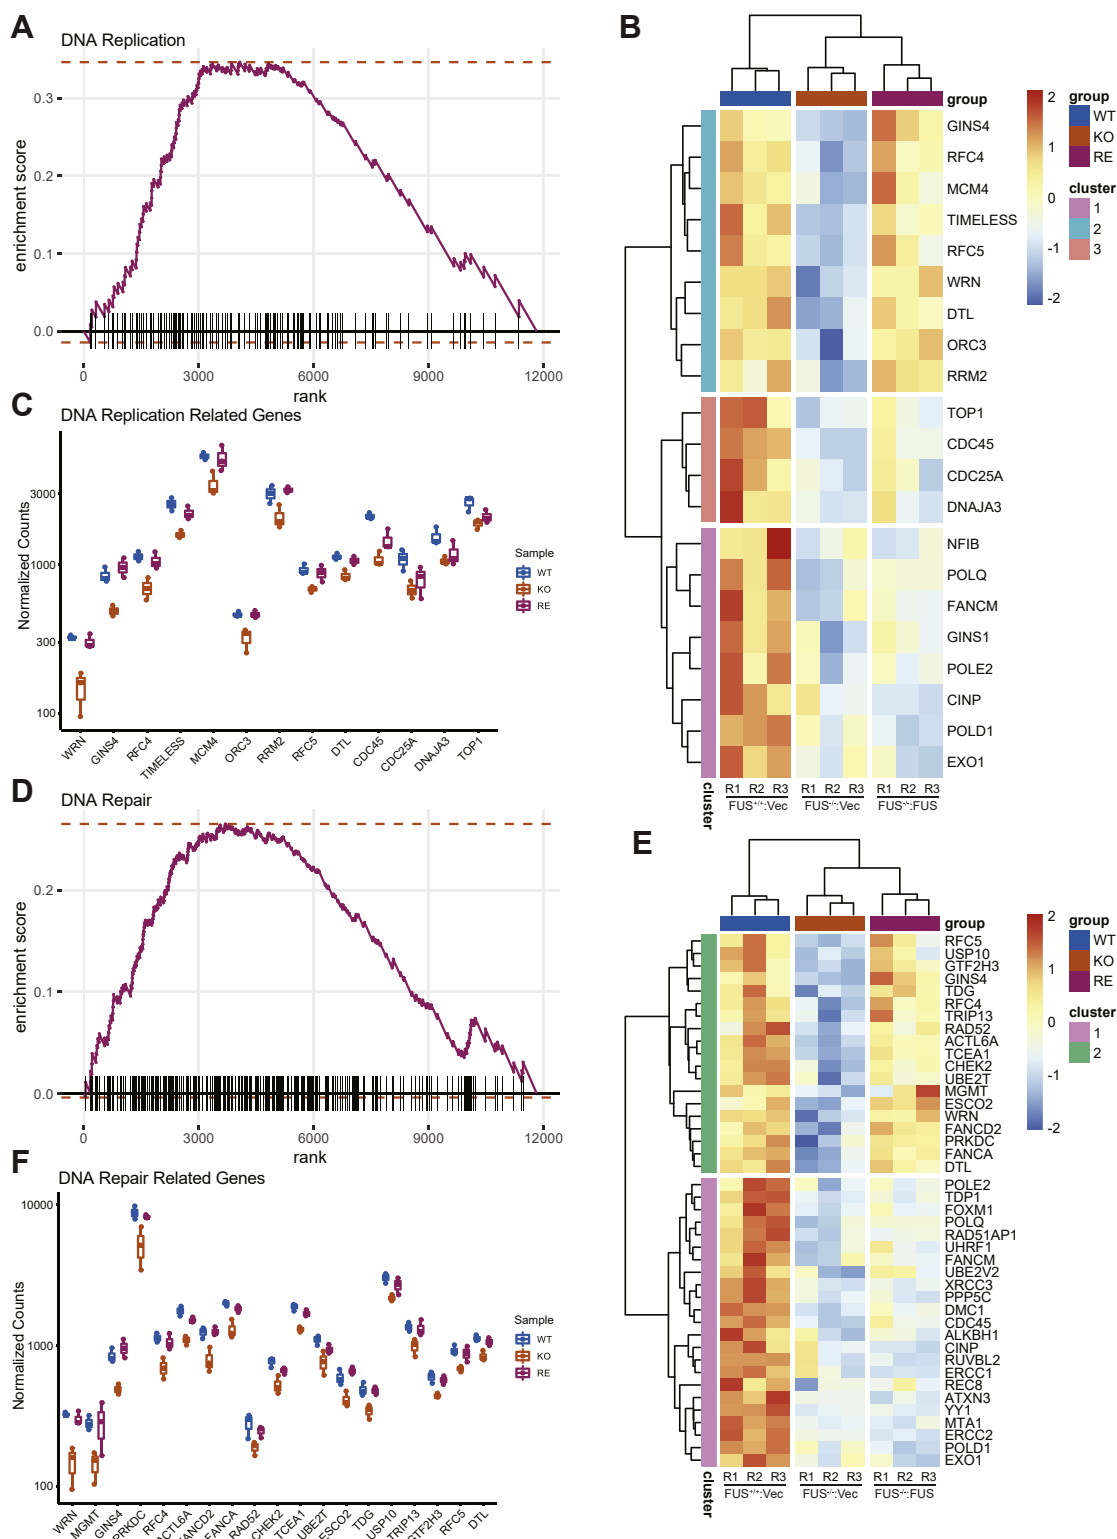 A
DNA Replication
enrichment score
0.3
0.2
0.1
0.0
0
3000
6000
9000
12000
rank
B
group
GINS4
RFC4
MCM4
TIMELESS
RFC5
WRN
DTL
ORC3
RRM2
TOP1
CDC45
CDC25A
DNAJA3
NFIB
POLQ
FANCM
GINS1
POLE2
CINP
POLD1
EXO1
cluster
R1 R2 R3 R1 R2 R3 R1 R2 R3
FUS+/+:Vec FUS-/-:Vec FUS-/-:FUS
2
1
0
-1
-2
group
WT
KO
RE
cluster
1
2
3
C
DNA Replication Related Genes
Normalized Counts
3000
1000
300
100
WRN
GINS4
RFC4
TIMELESS
MCM4
ORC3
RRM2
RFC5
DTL
CDC45
CDC25A
DNAJA3
TOP1
Sample
WT
KO
RE
D
DNA Repair
enrichment score
0.2
0.1
0.0
0
3000
6000
9000
12000
rank
E
group
RFC5
USP10
GTF2H3
GINS4
TDG
RFC4
TRIP13
RAD52
ACTL6A
TCEA1
CHEK2
UBE2T
MGMT
ESCO2
WRN
FANCD2
PRKDC
FANCA
DTL
POLE2
TDP1
FOXM1
POLQ
RAD51AP1
UHRF1
FANCM
UBE2V2
XRCC3
PPP5C
DMC1
CDC45
ALKBH1
CINP
RUVBL2
ERCC1
REC8
ATXN3
YY1
MTA1
ERCC2
POLD1
EXO1
cluster
R1 R2 R3 R1 R2 R3 R1 R2 R3
FUS+/+:Vec FUS-/-:Vec FUS-/-:FUS
2
1
0
-1
-2
group
WT
KO
RE
cluster
1
2
F
DNA Repair Related Genes
Normalized Counts
10000
1000
100
WRN
MGMT
GINS4
PRKDC
RFC4
ACTL6A
FANCD2
FANCA
RAD52
CHEK2
TCEA1
UBE2T
ESCO2
TDG
USP10
TRIP13
GTF2H3
RFC5
DTL
Sample
WT
KO
RE